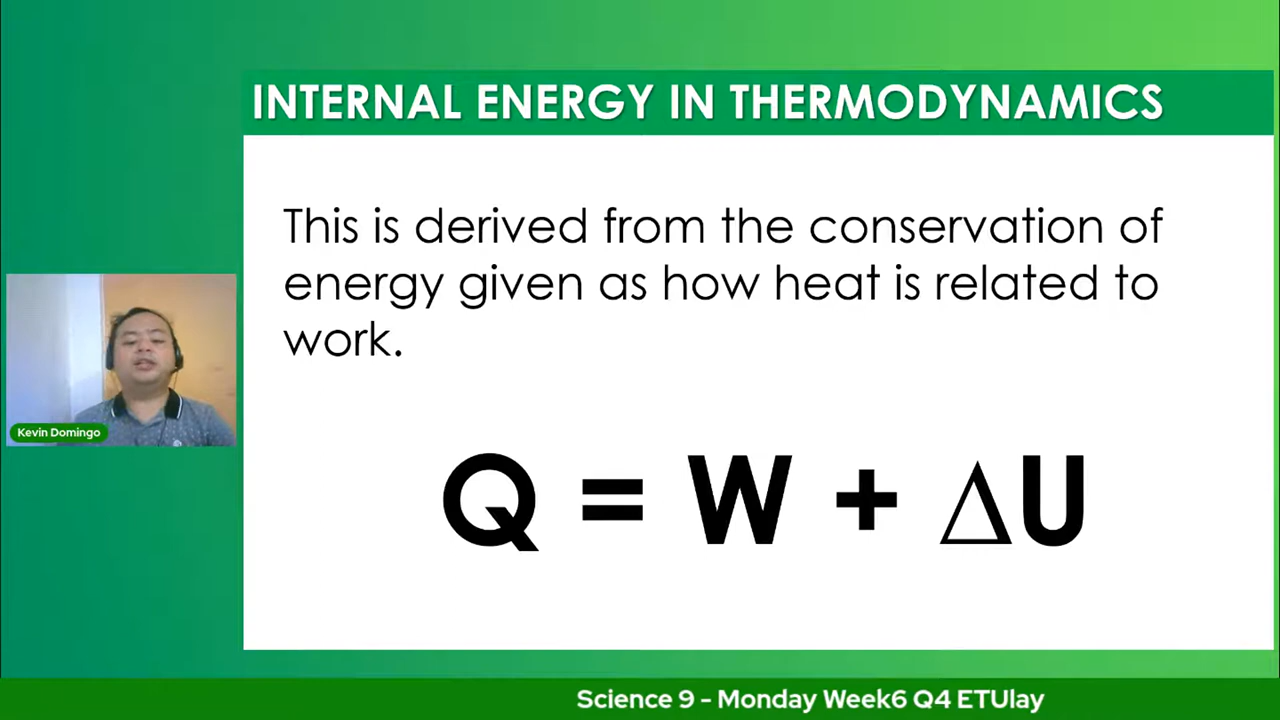 INTERNAL ENERGY IN THERMODYNAMICS
This is derived from the conservation of
energy given as how heat is related to
work.
Q = W + ΔU
Kevin Domingo
Science 9 - Monday Week6 Q4 ETUlay